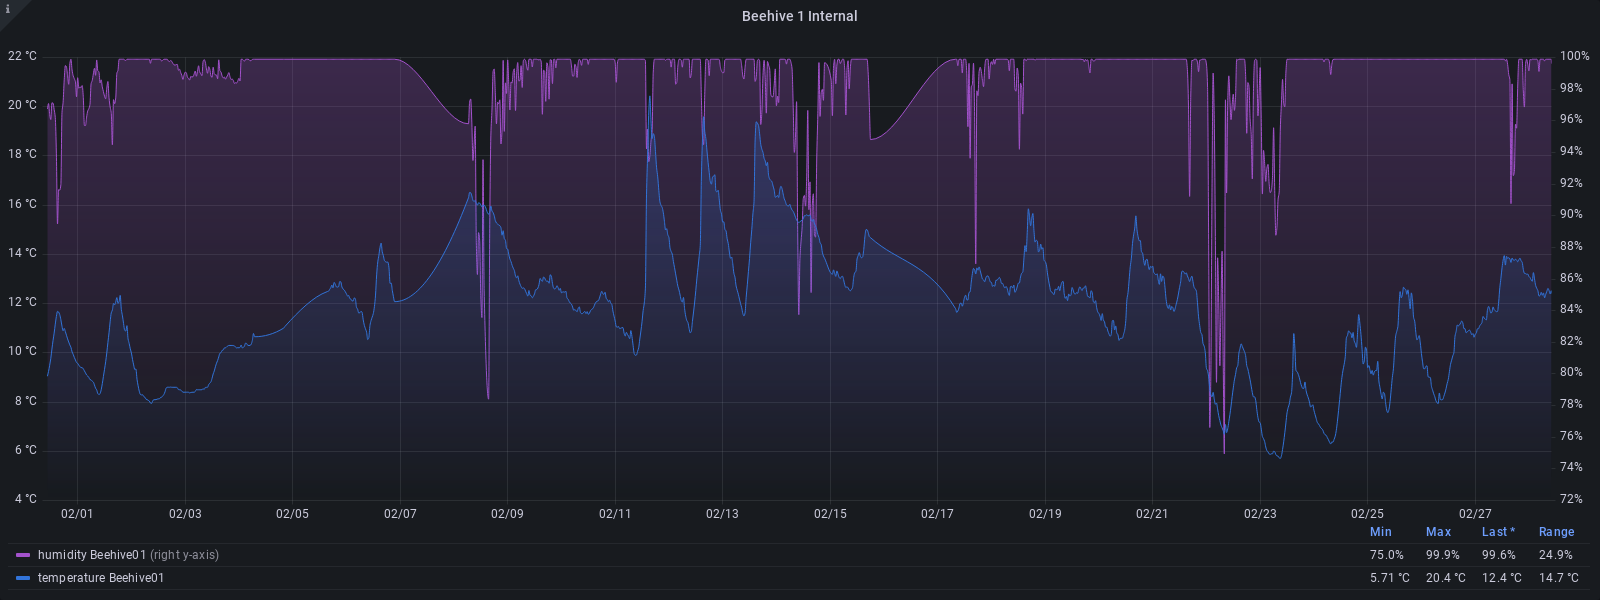 i
Beehive 1 Internal
22 °C 100%
98%
20 °C 96%
18 °C 94%
92%
16 °C 90%
14 °C 88%
86%
12 °C 84%
10 °C 82%
80%
8 °C 78%
6 °C 76%
74%
4 °C 72%
02/01 02/03 02/05 02/07 02/09 02/11 02/13 02/15 02/17 02/19 02/21 02/23 02/25 02/27
Min Max Last * Range
humidity Beehive01 (right y-axis) 75.0% 99.9% 99.6% 24.9%
temperature Beehive01 5.71 °C 20.4 °C 12.4 °C 14.7 °C